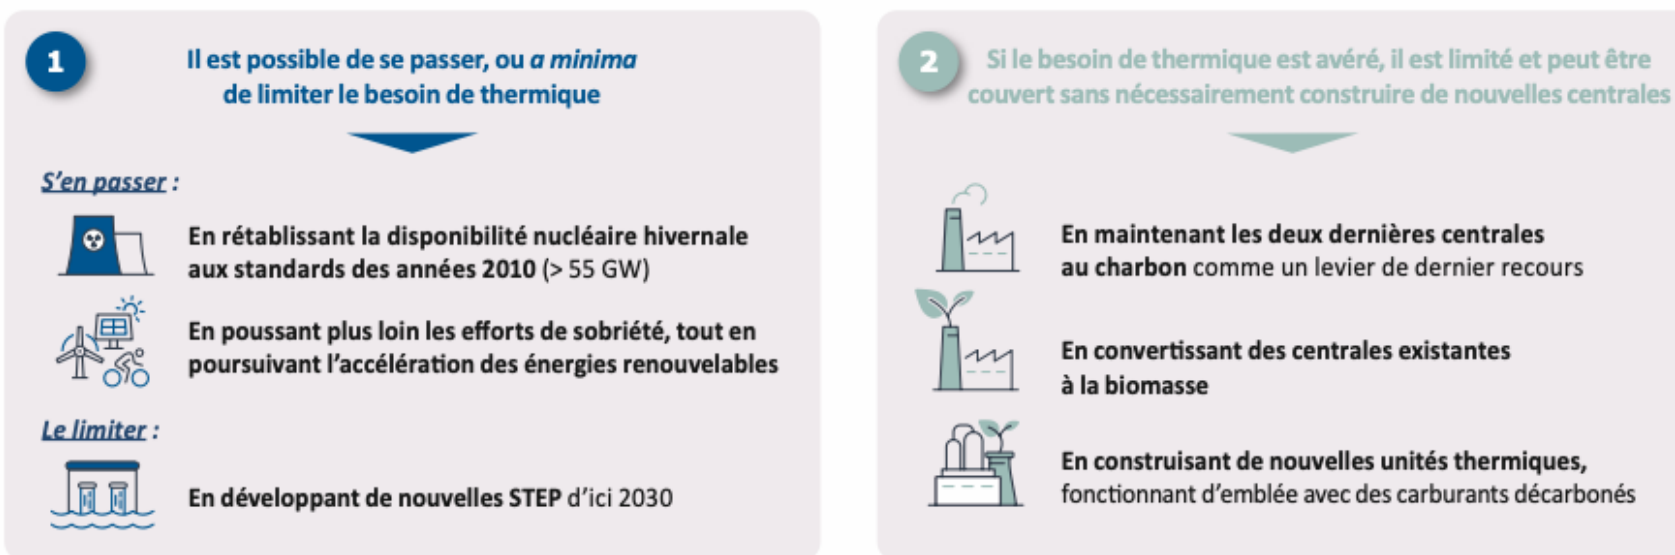 1
Il est possible de se passer, ou a minima
de limiter le besoin de thermique
S'en passer :
En rétablissant la disponibilité nucléaire hivernale
aux standards des années 2010 (> 55 GW)
En poussant plus loin les efforts de sobriété, tout en
poursuivant l'accélération des énergies renouvelables
Le limiter :
En développant de nouvelles STEP d'ici 2030
2
Si le besoin de thermique est avéré, il est limité et peut être
couvert sans nécessairement construire de nouvelles centrales
En maintenant les deux dernières centrales
au charbon comme un levier de dernier recours
En convertissant des centrales existantes
à la biomasse
En construisant de nouvelles unités thermiques,
fonctionnant d'emblée avec des carburants décarbonés